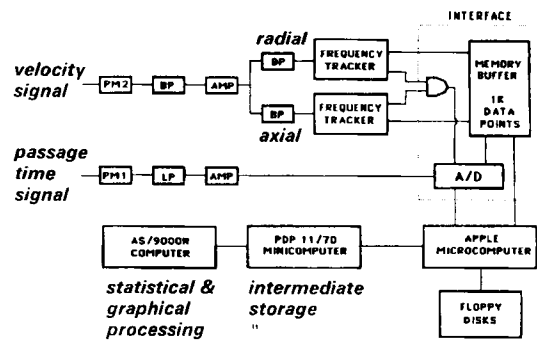 INTERFACE
radial
BP
FREQUENCY
TRACKER
MEMORY
BUFFER
1K
DATA
POINTS
velocity
signal
PM2
BP
AMP
BP
axial
FREQUENCY
TRACKER
passage
time
signal
PM1
LP
AMP
A/D
AS/9000N
COMPUTER
PDP 11/70
MINICOMPUTER
APPLE
MICROCOMPUTER
statistical &
graphical
processing
intermediate
storage
"
FLOPPY
DISKS